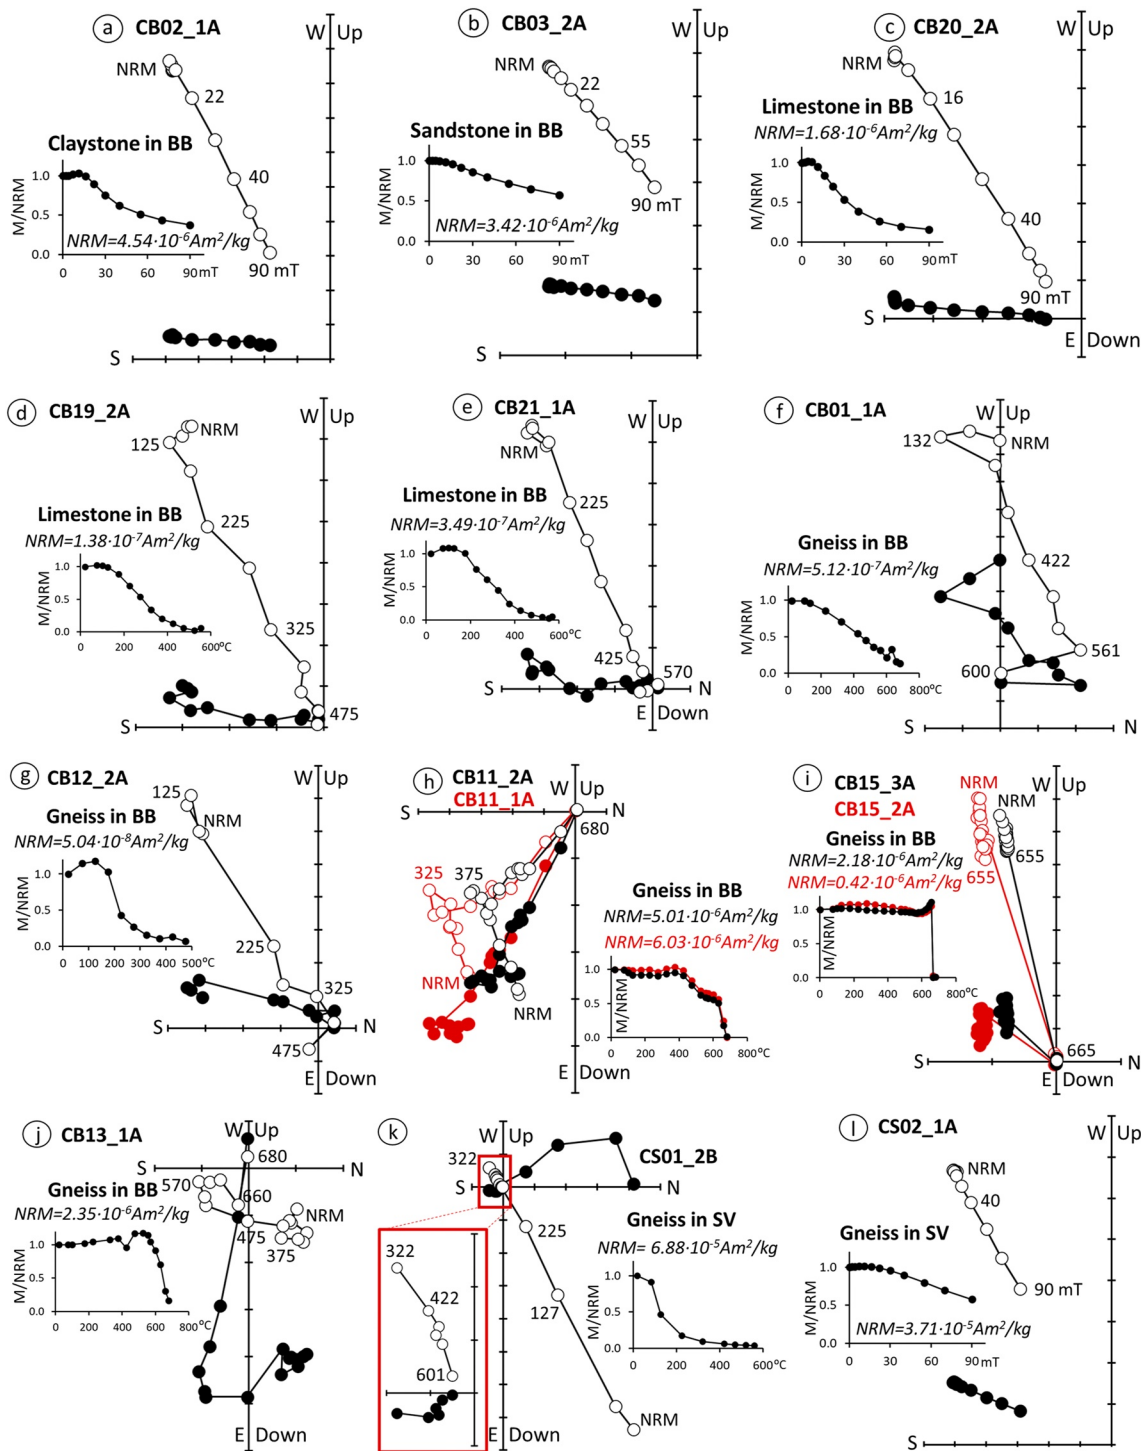 a CB02_1A
W Up
NRM
22
Claystone in BB
M/NRM
1.0
0.5
0.0
NRM=4.54·10⁻⁶Am²/kg
0 30 60 90mT
40
90 mT
S
b CB03_2A
W Up
NRM
22
Sandstone in BB
M/NRM
1.0
0.5
0.0
NRM=3.42·10⁻⁶Am²/kg
0 30 60 90mT
55
90 mT
S
c CB20_2A
W Up
NRM
16
Limestone in BB
NRM=1.68·10⁻⁶Am²/kg
M/NRM
1.0
0.5
0.0
0 30 60 90mT
40
90 mT
S
E Down
d CB19_2A
W Up
NRM
125
225
Limestone in BB
NRM=1.38·10⁻⁷Am²/kg
M/NRM
1.0
0.5
0.0
0 200 400 600ºC
325
475
S
e CB21_1A
W Up
NRM
225
Limestone in BB
NRM=3.49·10⁻⁷Am²/kg
M/NRM
1.0
0.5
0.0
0 200 400 600ºC
425
570
S N
E Down
f CB01_1A
W Up
NRM
132
Gneiss in BB
NRM=5.12·10⁻⁷Am²/kg
M/NRM
1.0
0.5
0.0
0 200 400 600 800ºC
422
561
600
S N
g CB12_2A
W Up
125
NRM
Gneiss in BB
NRM=5.04·10⁻⁸Am²/kg
M/NRM
1.0
0.5
0.0
0 100 200 300 400 500ºC
225
325
475
S N
E Down
h CB11_2A
CB11_1A
W Up
S N
680
325
375
NRM
NRM
Gneiss in BB
NRM=5.01·10⁻⁶Am²/kg
NRM=6.03·10⁻⁶Am²/kg
M/NRM
1.0
0.5
0.0
0 200 400 600 800ºC
E Down
i CB15_3A
CB15_2A
W Up
NRM
NRM
Gneiss in BB
NRM=2.18·10⁻⁶Am²/kg
NRM=0.42·10⁻⁶Am²/kg
M/NRM
1.0
0.5
0.0
0 200 400 600 800ºC
655
655
665
S N
E Down
j CB13_1A
W Up
S N
680
570
660
475
NRM
375
Gneiss in BB
NRM=2.35·10⁻⁶Am²/kg
M/NRM
1.0
0.5
0.0
0 200 400 600 800ºC
E Down
k
W Up
CS01_2B
322
S N
225
Gneiss in SV
NRM= 6.88·10⁻⁵Am²/kg
127
M/NRM
1.0
0.5
0.0
0 200 400 600ºC
322
422
601
NRM
E Down
l CS02_1A
W Up
NRM
40
Gneiss in SV
M/NRM
1.0
0.5
0.0
NRM=3.71·10⁻⁵Am²/kg
0 30 60 90
mT
90 mT
S